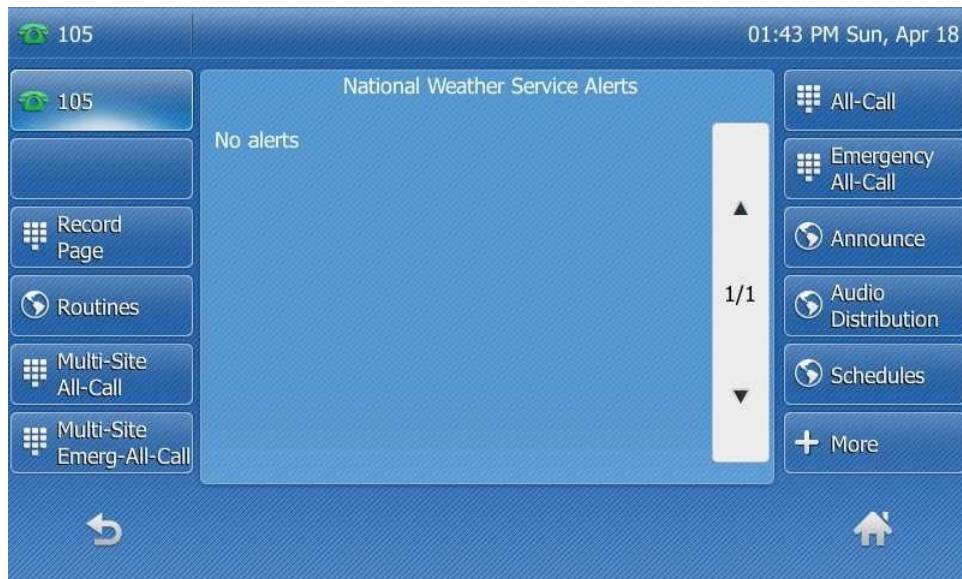 105
01:43 PM Sun, Apr 18
105
Record
Page
Routines
Multi-Site
All-Call
Multi-Site
Emerg-All-Call
National Weather Service Alerts
No alerts
1/1
All-Call
Emergency
All-Call
Announce
Audio
Distribution
Schedules
More